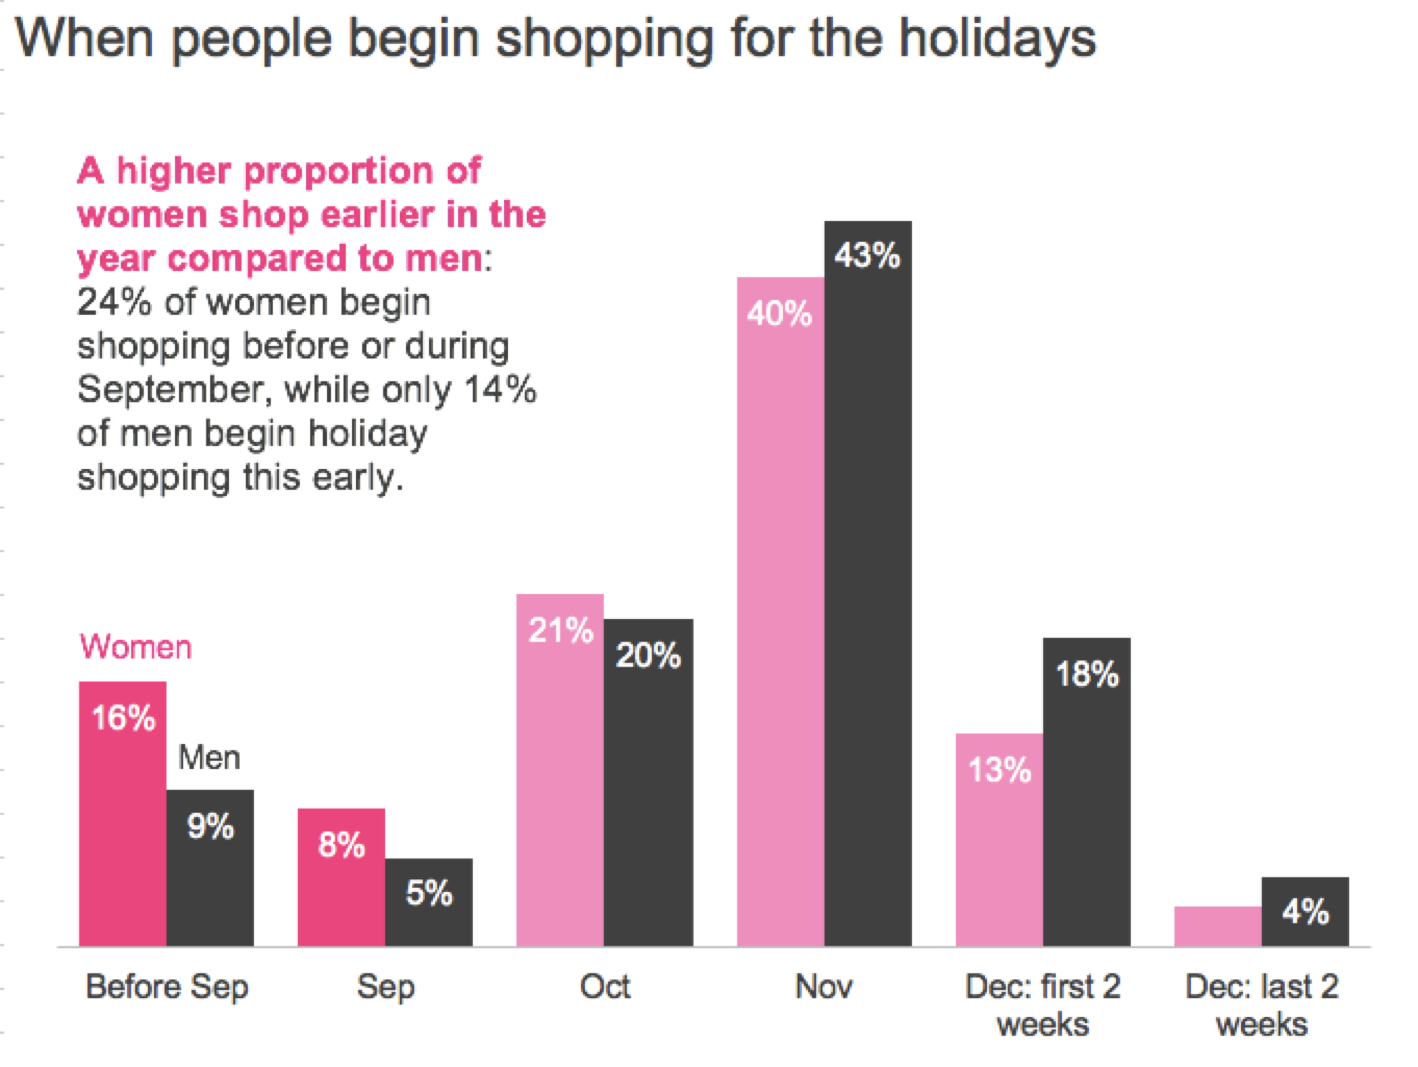 When people begin shopping for the holidays
A higher proportion of
women shop earlier in the
year compared to men:
24% of women begin
shopping before or during
September, while only 14%
of men begin holiday
shopping this early.
Women
16%
Men
9%
8%
5%
21%
20%
40%
43%
13%
18%
4%
Before Sep
Sep
Oct
Nov
Dec: first 2
weeks
Dec: last 2
weeks